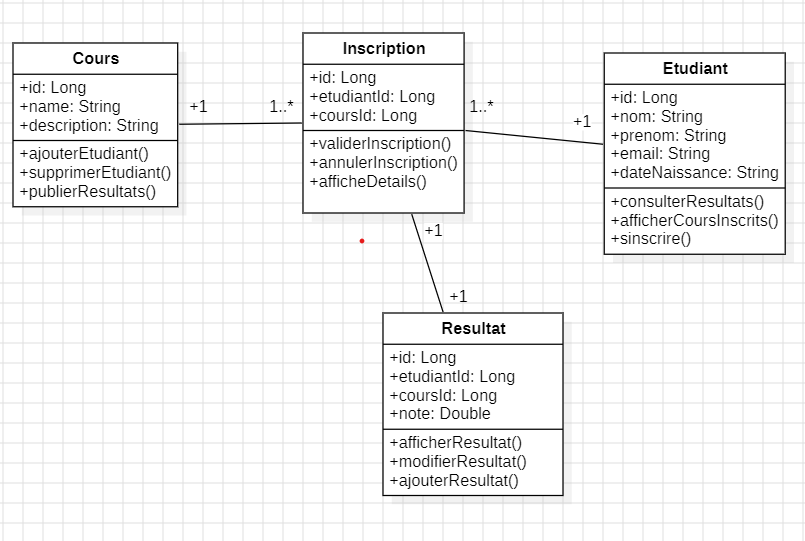 Cours
+id: Long
+name: String
+description: String
+ajouterEtudiant()
+supprimerEtudiant()
+publierResultats()
+1
1..*
Inscription
+id: Long
+etudiantId: Long
+coursId: Long
+validerInscription()
+annulerInscription()
+afficheDetails()
1..*
+1
Etudiant
+id: Long
+nom: String
+prenom: String
+email: String
+dateNaissance: String
+consulterResultats()
+afficherCoursInscrits()
+sinscrire()
+1
+1
Resultat
+id: Long
+etudiantId: Long
+coursId: Long
+note: Double
+afficherResultat()
+modifierResultat()
+ajouterResultat()